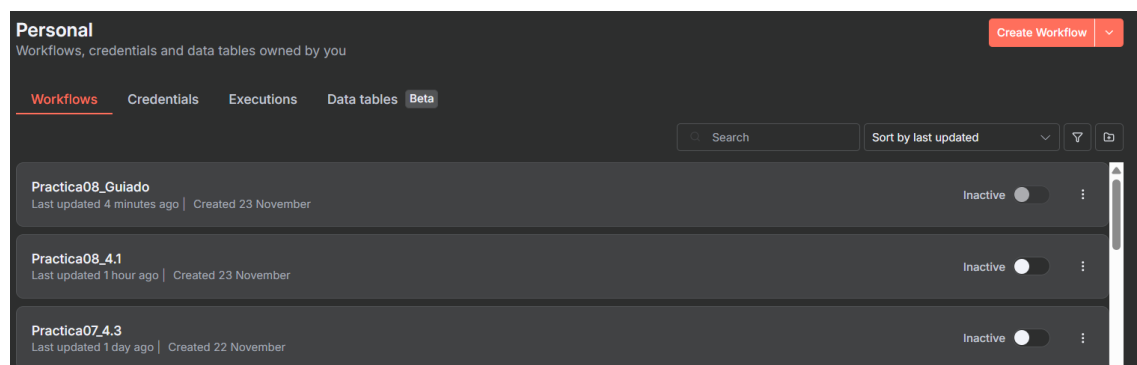 Personal
Create Workflow
Workflows, credentials and data tables owned by you
Workflows Credentials Executions Data tables Beta
Search Sort by last updated
Practica08_Guiado
Last updated 4 minutes ago | Created 23 November
Inactive
Practica08_4.1
Last updated 1 hour ago | Created 23 November
Inactive
Practica07_4.3
Last updated 1 day ago | Created 22 November
Inactive